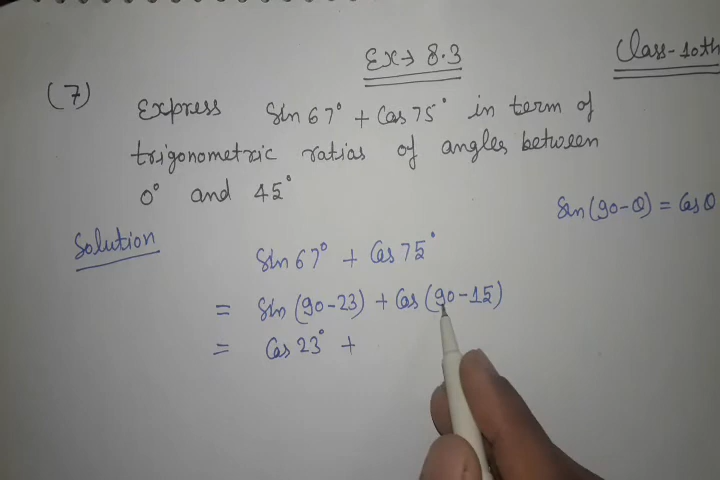 Ex→ 8.3
Class-10th
(7) Express Sin 67° + Cos 75° in term of
trigonometric ratios of angles between
0° and 45°
Sin(90-θ) = Cosθ
Solution
Sin 67° + Cos 75°
= Sin (90-23) + Cos (90-15)
= Cos 23° +